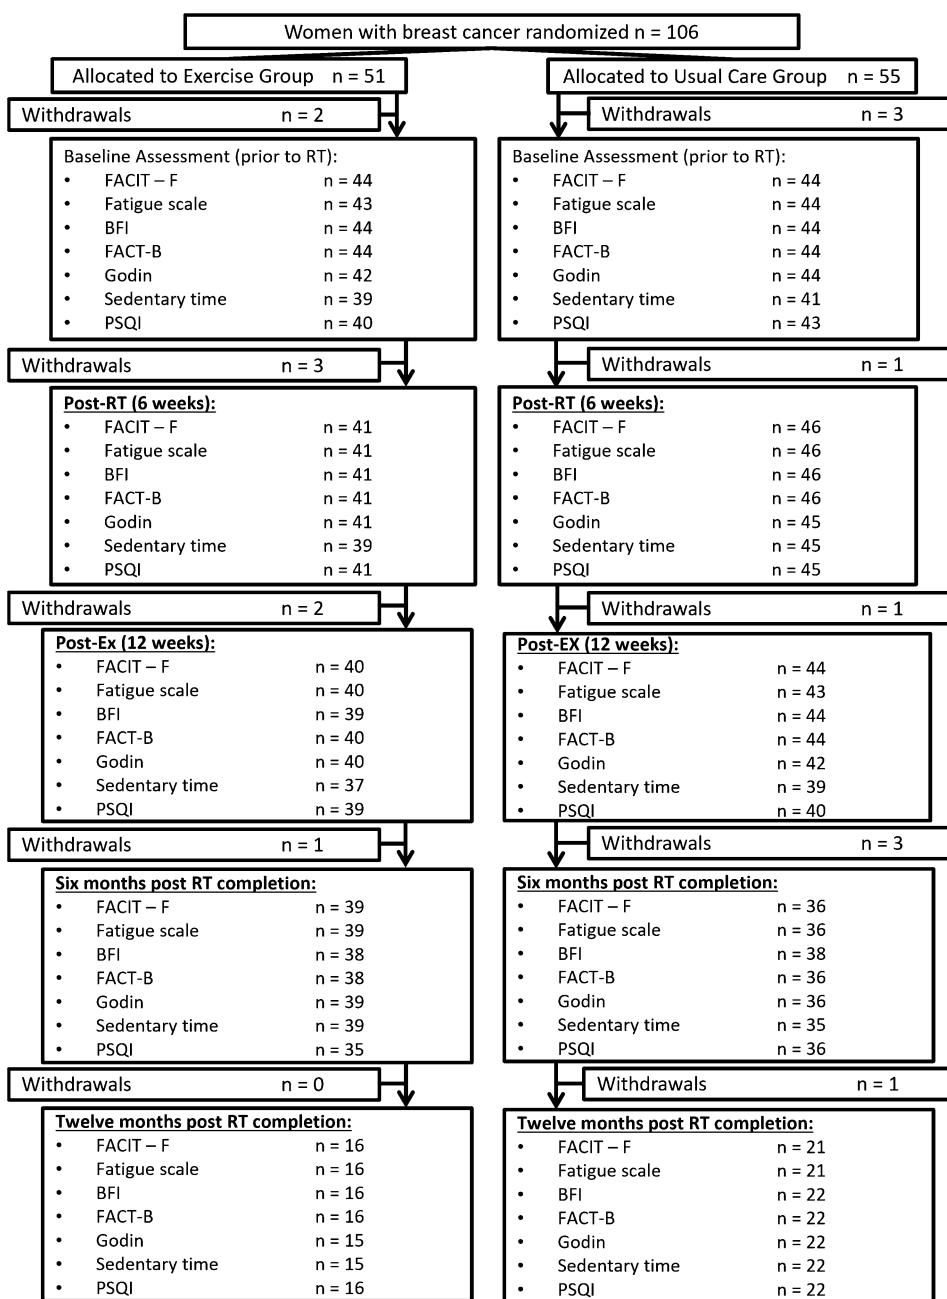 Women with breast cancer randomized n = 106
Allocated to Exercise Group n = 51
Withdrawals n = 2
Baseline Assessment (prior to RT):
• FACIT – F n = 44
• Fatigue scale n = 43
• BFI n = 44
• FACT-B n = 44
• Godin n = 42
• Sedentary time n = 39
• PSQI n = 40
Withdrawals n = 3
Post-RT (6 weeks):
• FACIT – F n = 41
• Fatigue scale n = 41
• BFI n = 41
• FACT-B n = 41
• Godin n = 41
• Sedentary time n = 39
• PSQI n = 41
Withdrawals n = 2
Post-Ex (12 weeks):
• FACIT – F n = 40
• Fatigue scale n = 40
• BFI n = 39
• FACT-B n = 40
• Godin n = 40
• Sedentary time n = 37
• PSQI n = 39
Withdrawals n = 1
Six months post RT completion:
• FACIT – F n = 39
• Fatigue scale n = 39
• BFI n = 38
• FACT-B n = 38
• Godin n = 39
• Sedentary time n = 39
• PSQI n = 35
Withdrawals n = 0
Twelve months post RT completion:
• FACIT – F n = 16
• Fatigue scale n = 16
• BFI n = 16
• FACT-B n = 16
• Godin n = 15
• Sedentary time n = 15
• PSQI n = 16
Allocated to Usual Care Group n = 55
Withdrawals n = 3
Baseline Assessment (prior to RT):
• FACIT – F n = 44
• Fatigue scale n = 44
• BFI n = 44
• FACT-B n = 44
• Godin n = 44
• Sedentary time n = 41
• PSQI n = 43
Withdrawals n = 1
Post-RT (6 weeks):
• FACIT – F n = 46
• Fatigue scale n = 46
• BFI n = 46
• FACT-B n = 46
• Godin n = 45
• Sedentary time n = 45
• PSQI n = 45
Withdrawals n = 1
Post-EX (12 weeks):
• FACIT – F n = 44
• Fatigue scale n = 43
• BFI n = 44
• FACT-B n = 44
• Godin n = 42
• Sedentary time n = 39
• PSQI n = 40
Withdrawals n = 3
Six months post RT completion:
• FACIT – F n = 36
• Fatigue scale n = 36
• BFI n = 38
• FACT-B n = 36
• Godin n = 36
• Sedentary time n = 35
• PSQI n = 36
Withdrawals n = 1
Twelve months post RT completion:
• FACIT – F n = 21
• Fatigue scale n = 21
• BFI n = 22
• FACT-B n = 22
• Godin n = 22
• Sedentary time n = 22
• PSQI n = 22